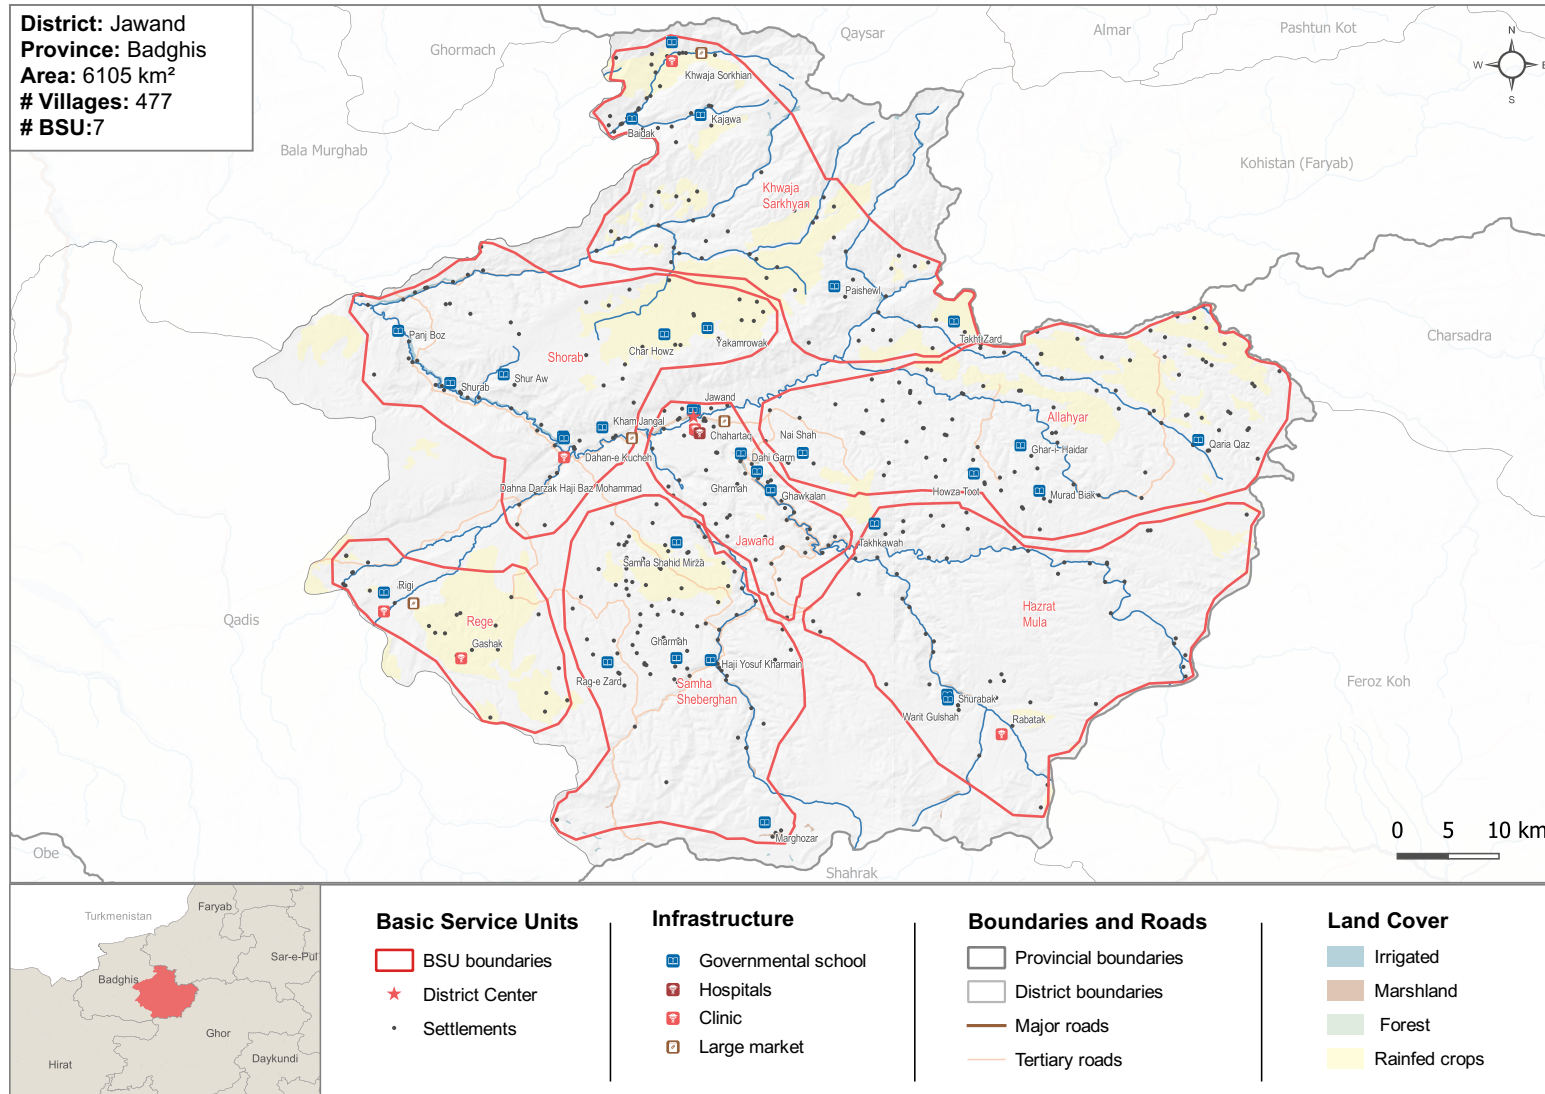 District: Jawand
Province: Badghis
Area: 6105 km²
# Villages: 477
# BSU:7
Ghormach
Qaysar
Almar
Pashtun Kot
N
W
E
S
Bala Murghab
Kohistan (Faryab)
Charsadra
Feroz Koh
Qadis
Obe
Shahrak
Khwaja Sorkhian
Baidak
Kajawa
Khwaja
Sarkhyan
Paishewl
Takht Zard
Panj Boz
Char Howz
Yakamrowak
Shorab
Shur Aw
Shurab
Jawand
Kham Jangal
Chahartaq
Nai Shah
Allahyar
Qaria Qaz
Ghar-i- Haidar
Dahan-e Kucheh
Dahi Garm
Dahna Darzak Haji Baz Mohammad
Gharmah
Ghawkalan
Howza Toot
Murad Biak
Jawand
Takhkawah
Samha Shahid Mirza
Rigi
Rege
Gashak
Hazrat
Mula
Gharmah
Haji Yosuf Kharmain
Rag-e Zard
Samha
Sheberghan
Shurabak
Warit Gulshah
Rabatak
Marghozar
0 5 10 km
Turkmenistan
Faryab
Sar-e-Pul
Badghis
Ghor
Hirat
Daykundi
Basic Service Units
BSU boundaries
District Center
Settlements
Infrastructure
Governmental school
Hospitals
Clinic
Large market
Boundaries and Roads
Provincial boundaries
District boundaries
Major roads
Tertiary roads
Land Cover
Irrigated
Marshland
Forest
Rainfed crops